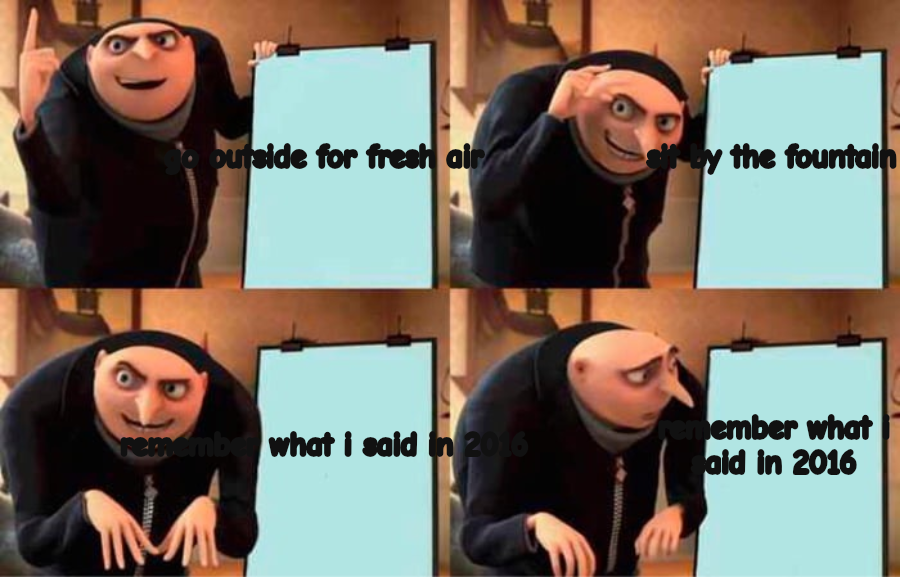 go outside for fresh air
sit by the fountain
remember what i said in 2016
remember what i
said in 2016